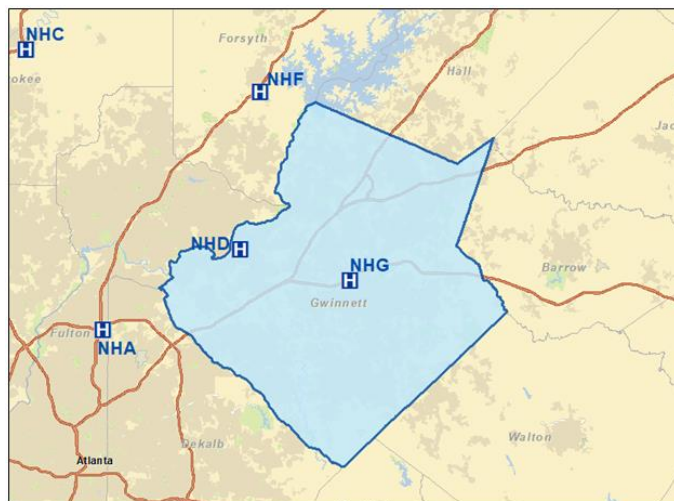 NHC
okee
Forsyth
NHF
Hall
Jac
NHD
NHG
Gwinnett
Barrow
Fulton
NHA
Dekalb
Walton
Atlanta